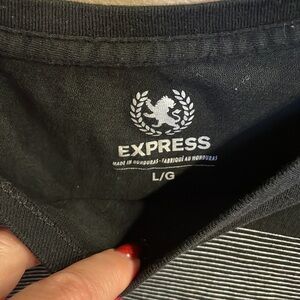 EXPRESS
MADE IN HONDURAS · FABRIQUÉ AU HONDURAS
L/G